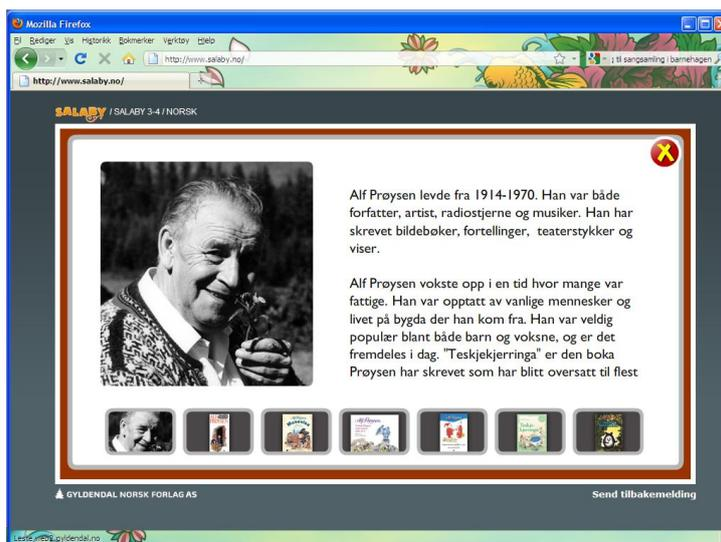 Mozilla Firefox
Fil Rediger Vis Historikk Bokmerker Verktøy Hjelp
http://www.salaby.no/
til sangsamling i barnehagen
http://www.salaby.no/
SALABY / SALABY 3-4 / NORSK
X
Alf Prøysen levde fra 1914-1970. Han var både
forfatter, artist, radiostjerne og musiker. Han har
skrevet bildebøker, fortellinger, teaterstykker og
viser.
Alf Prøysen vokste opp i en tid hvor mange var
fattige. Han var opptatt av vanlige mennesker og
livet på bygda der han kom fra. Han var veldig
populær blant både barn og voksne, og er det
fremdeles i dag. "Teskjekjerringa" er den boka
Prøysen har skrevet som har blitt oversatt til flest
GYLDENDAL NORSK FORLAG AS
Send tilbakemelding